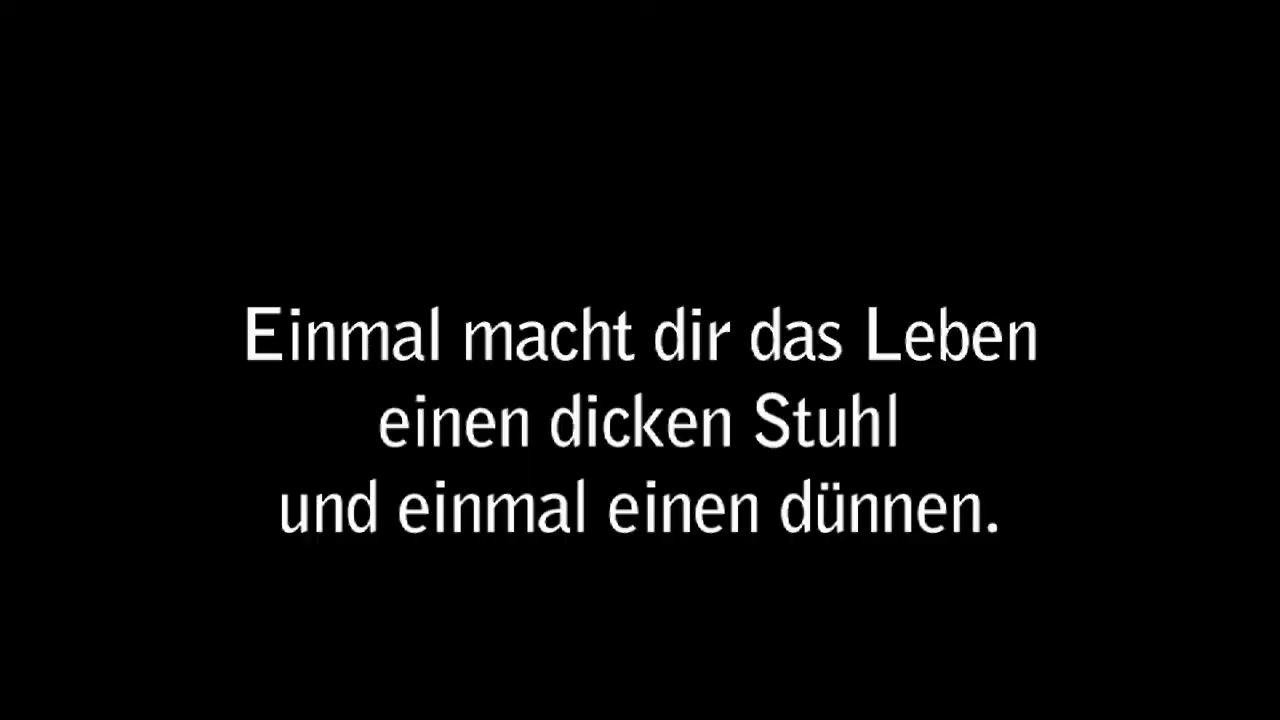 Einmal macht dir das Leben
einen dicken Stuhl
und einmal einen dünnen.